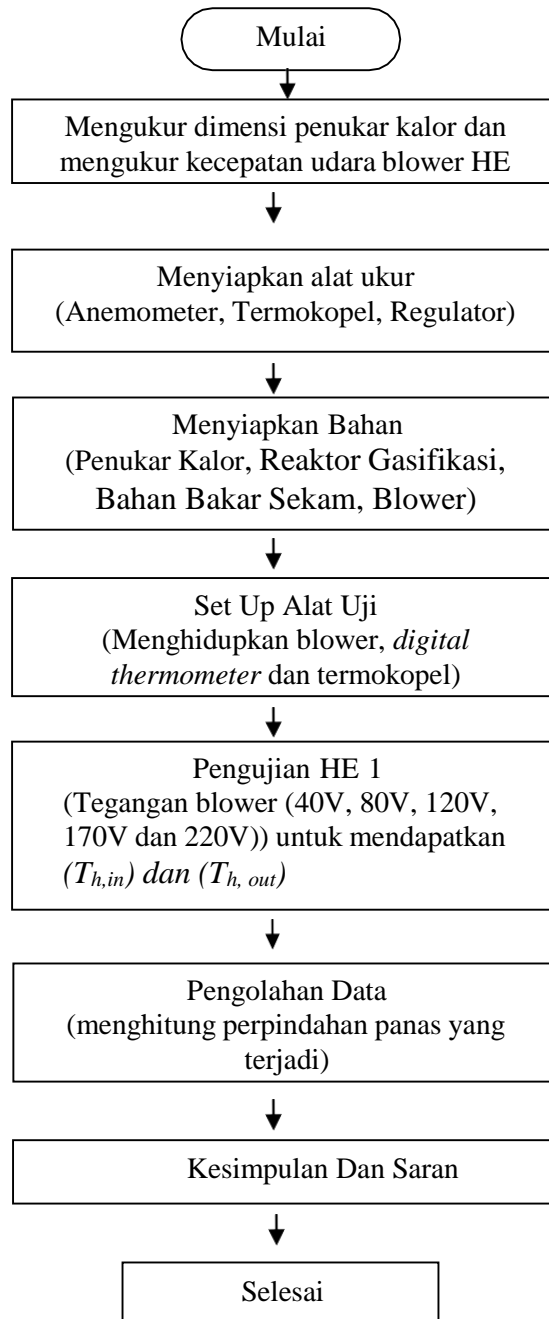 Mulai
Mengukur dimensi penukar kalor dan
mengukur kecepatan udara blower HE
Menyiapkan alat ukur
(Anemometer, Termokopel, Regulator)
Menyiapkan Bahan
(Penukar Kalor, Reaktor Gasifikasi,
Bahan Bakar Sekam, Blower)
Set Up Alat Uji
(Menghidupkan blower, digital
thermometer dan termokopel)
Pengujian HE 1
(Tegangan blower (40V, 80V, 120V,
170V dan 220V)) untuk mendapatkan
(Th,in) dan (Th, out)
Pengolahan Data
(menghitung perpindahan panas yang
terjadi)
Kesimpulan Dan Saran
Selesai